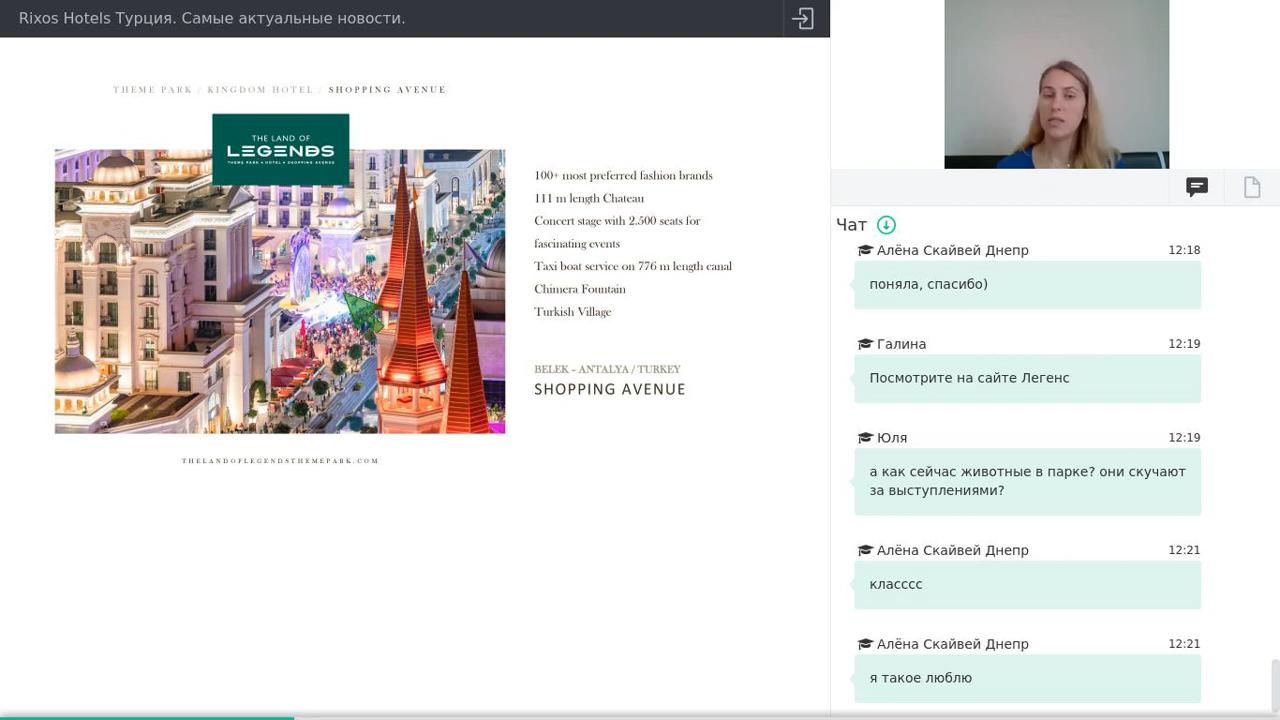 Rixos Hotels Турция. Самые актуальные новости.
THEME PARK / KINGDOM HOTEL / SHOPPING AVENUE
THE LAND OF
LEGENDS
THEME PARK • HOTEL • SHOPPING AVENUE
100+ most preferred fashion brands
111 m length Chateau
Concert stage with 2.500 seats for
fascinating events
Taxi boat service on 776 m length canal
Chimera Fountain
Turkish Village
BELEK – ANTALYA / TURKEY
SHOPPING AVENUE
THELANDOFLEGENDSTHEMEPARK.COM
Чат
Алёна Скайвей Днепр 12:18
поняла, спасибо)
Галина 12:19
Посмотрите на сайте Легенс
Юля 12:19
а как сейчас животные в парке? они скучают
за выступлениями?
Алёна Скайвей Днепр 12:21
класссс
Алёна Скайвей Днепр 12:21
я такое люблю